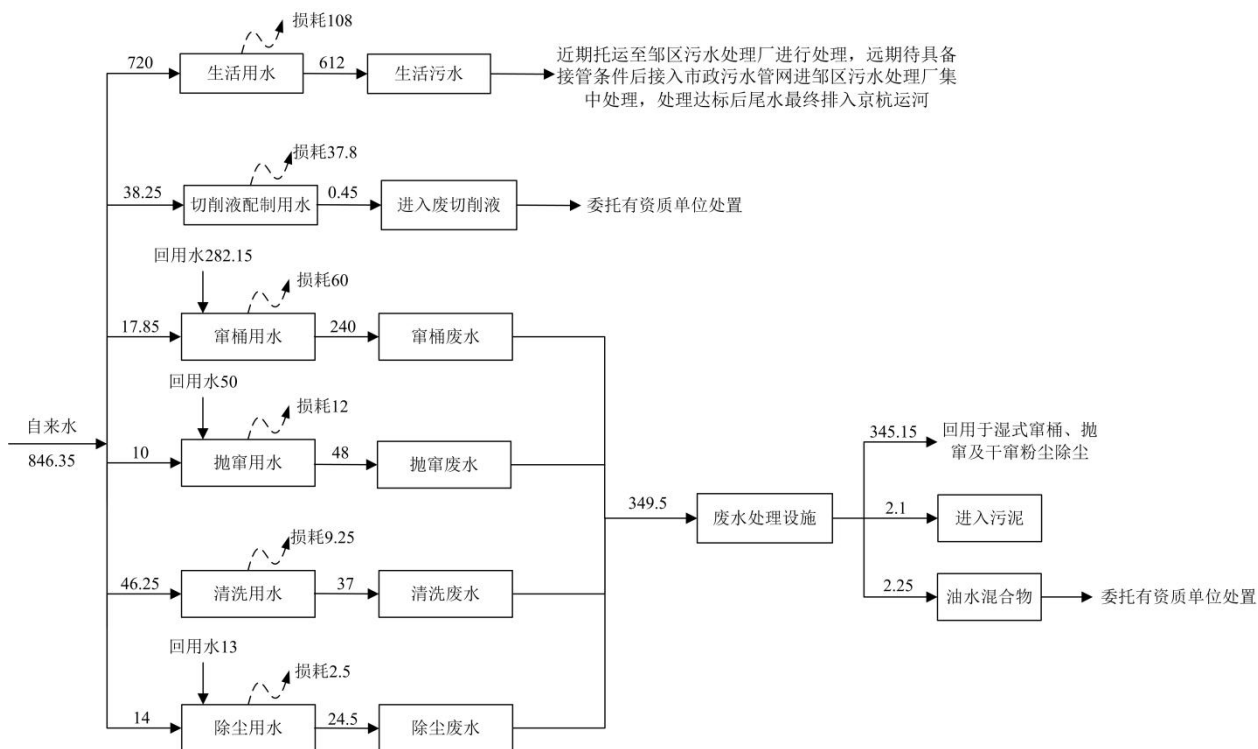 损耗108
720
生活用水
612
生活污水
近期托运至邹区污水处理厂进行处理，远期待具备
接管条件后接入市政污水管网进邹区污水处理厂集
中处理，处理达标后尾水最终排入京杭运河
损耗37.8
38.25
切削液配制用水
0.45
进入废切削液
委托有资质单位处置
回用水282.15
损耗60
17.85
窜桶用水
240
窜桶废水
回用水50
损耗12
自来水
846.35
10
抛窜用水
48
抛窜废水
345.15
回用于湿式窜桶、抛
窜及干窜粉尘除尘
349.5
废水处理设施
2.1
进入污泥
损耗9.25
46.25
清洗用水
37
清洗废水
2.25
油水混合物
委托有资质单位处置
回用水13
损耗2.5
14
除尘用水
24.5
除尘废水